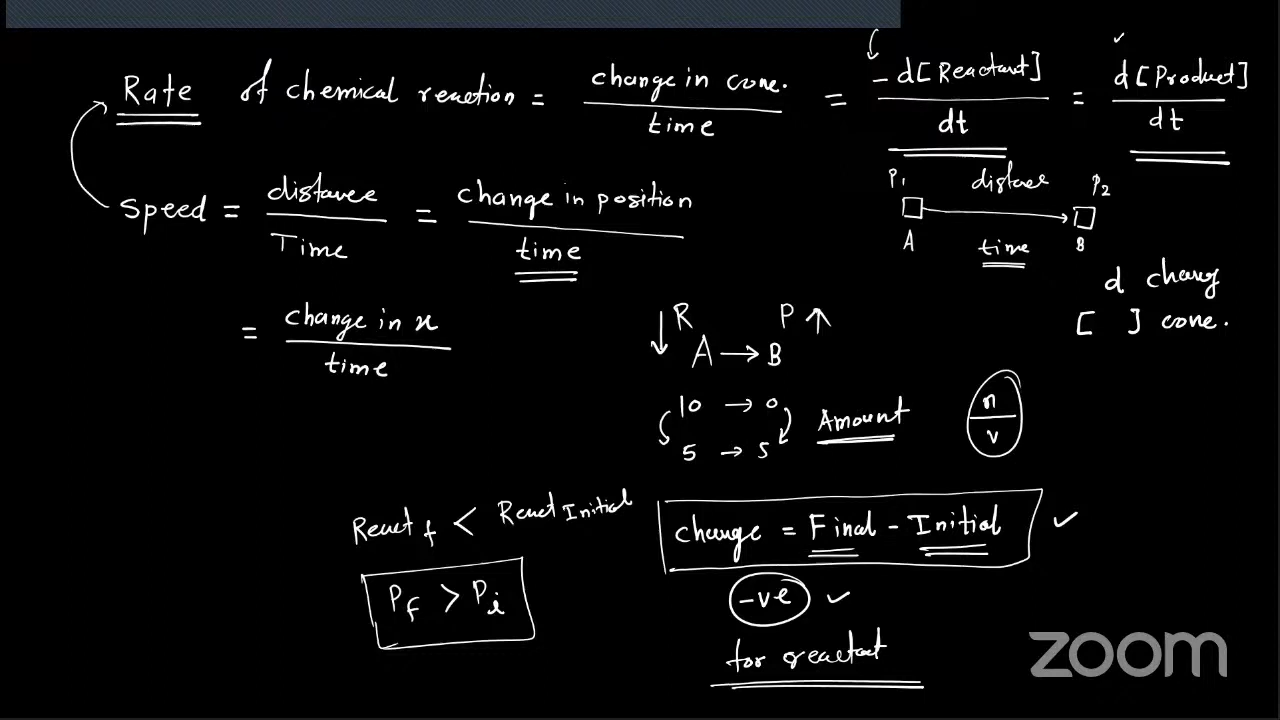 Rate of chemical reaction = change in conc. / time = - d[Reactant] / dt = d[Product] / dt
Speed = distance / Time = change in position / time
P1 distance P2
A time B
= change in x / time
d chang
[ ] conc.
↓ R P ↑
A → B
10 → 0
5 → 5
Amount
n / v
React f < React Initial
change = Final - Initial
Pf > Pi
-ve
for reactant
zoom